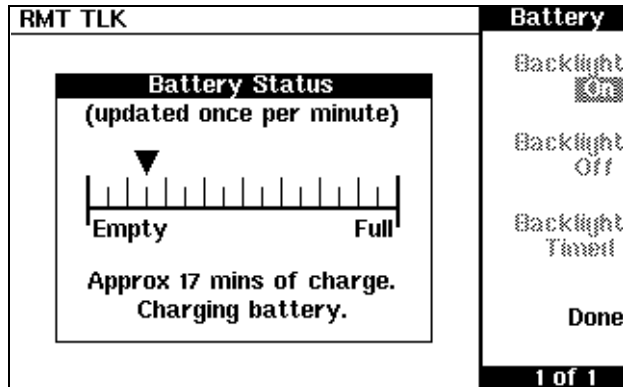 RMT TLK
Battery Status
(updated once per minute)
Empty
Full
Approx 17 mins of charge.
Charging battery.
Battery
Backlight
On
Backlight
Off
Backlight
Timed
Done
1 of 1